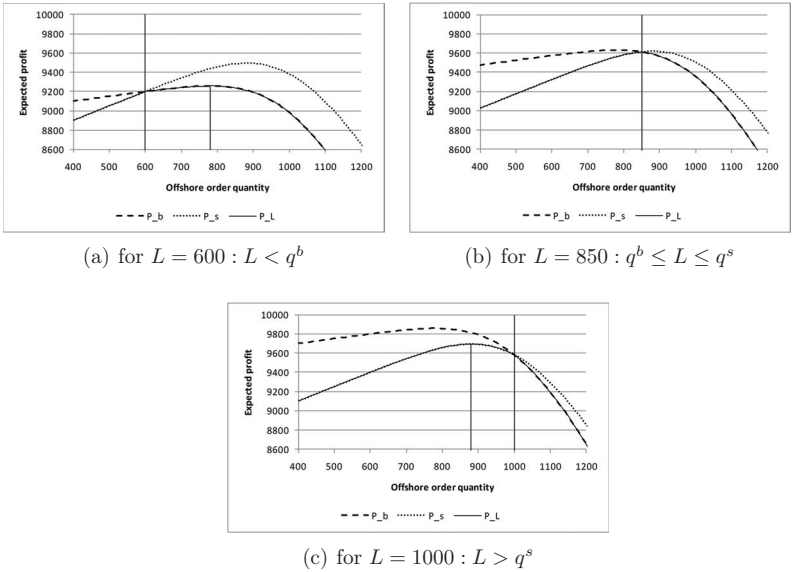 10000
9800
9600
9400
9200
9000
8800
8600
Expected profit
400 500 600 700 800 900 1000 1100 1200
Offshore order quantity
P_b P_s P_L
(a) for L = 600 : L < q^b
10000
9800
9600
9400
9200
9000
8800
8600
Expected profit
400 500 600 700 800 900 1000 1100 1200
Offshore order quantity
P_b P_s P_L
(b) for L = 850 : q^b ≤ L ≤ q^s
10000
9800
9600
9400
9200
9000
8800
8600
Expected profit
400 500 600 700 800 900 1000 1100 1200
Offshore order quantity
P_b P_s P_L
(c) for L = 1000 : L > q^s